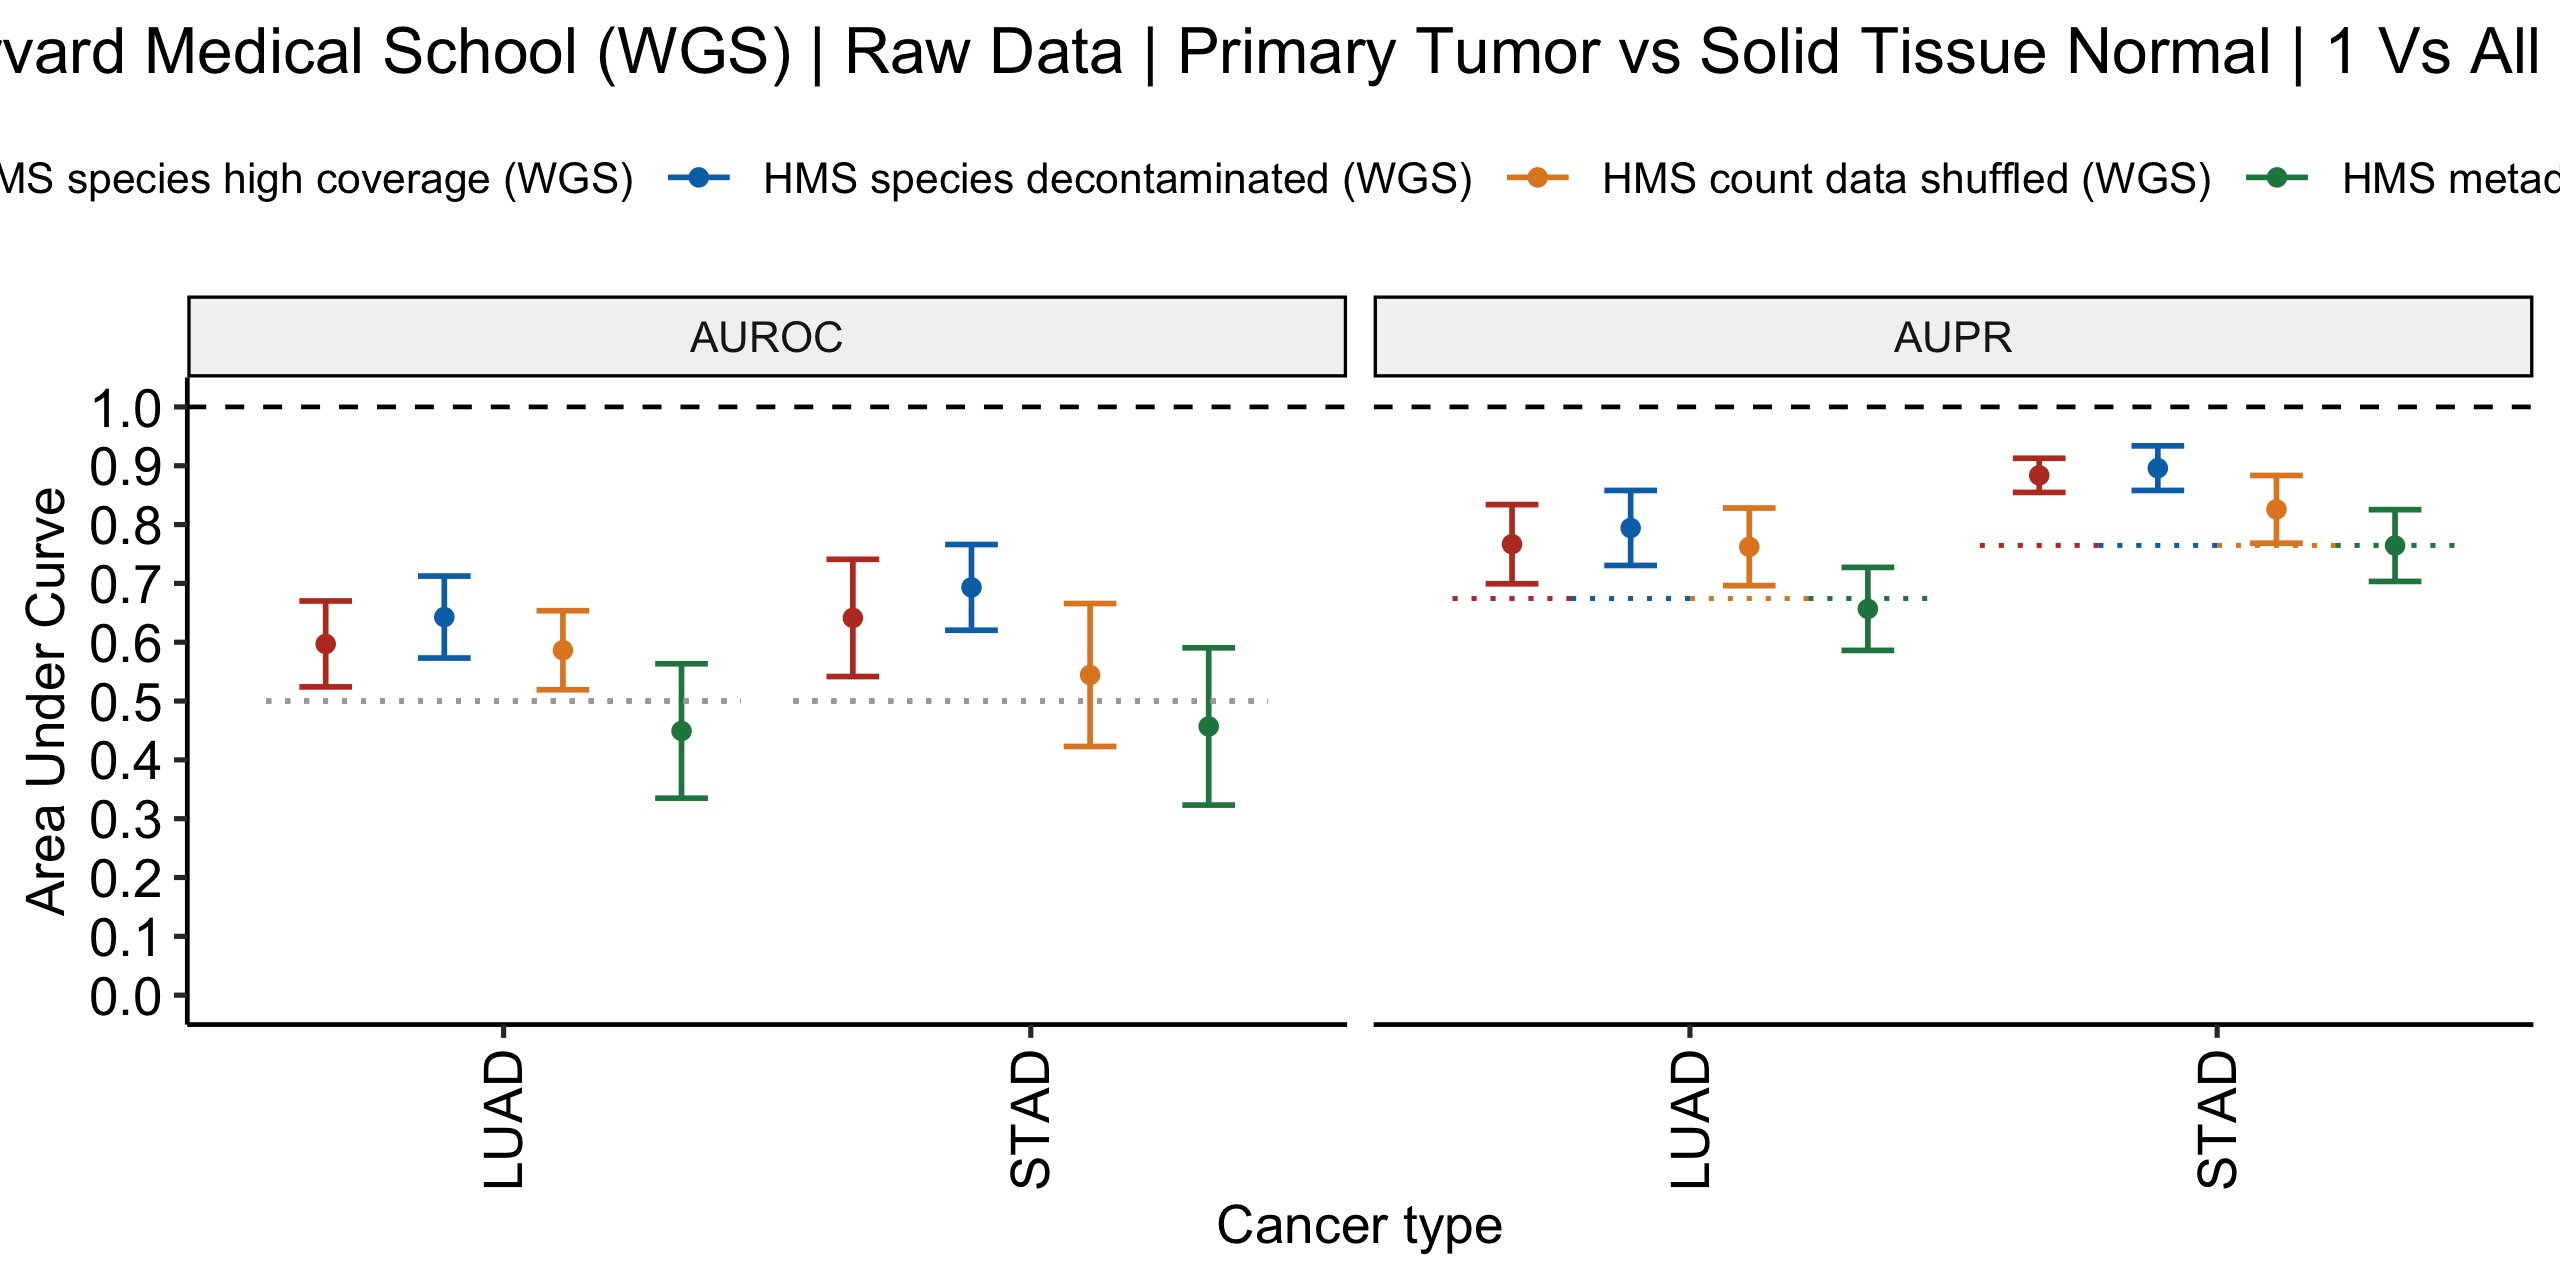 vard Medical School (WGS) | Raw Data | Primary Tumor vs Solid Tissue Normal | 1 Vs All
MS species high coverage (WGS) HMS species decontaminated (WGS) HMS count data shuffled (WGS) HMS metad
AUROC AUPR
1.0
0.9
0.8
0.7
0.6
0.5
0.4
0.3
0.2
0.1
0.0
Area Under Curve
LUAD STAD LUAD STAD
Cancer type